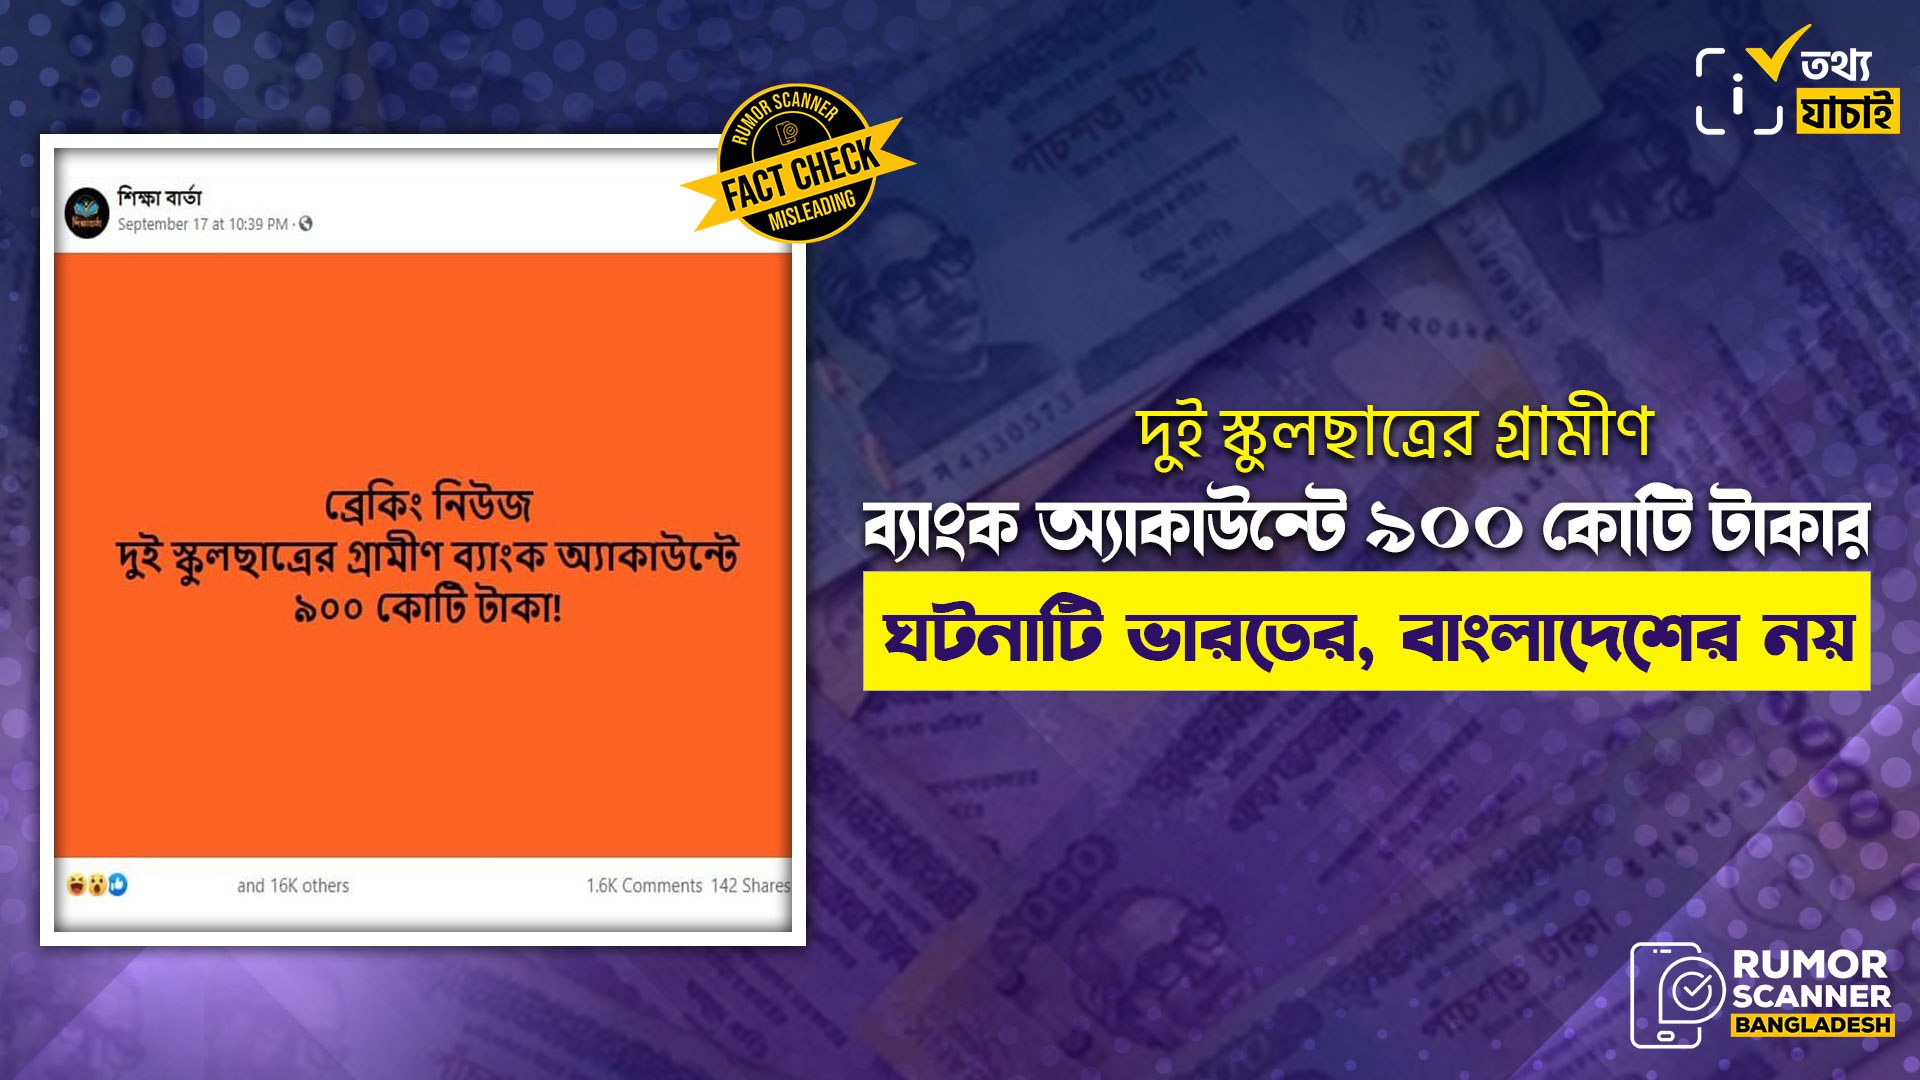 তথ্য
যাচাই
RUMOR SCANNER
FACT CHECK
MISLEADING
শিক্ষা বার্তা
September 17 at 10:39 PM
ব্রেকিং নিউজ
দুই স্কুলছাত্রের গ্রামীণ ব্যাংক অ্যাকাউন্টে
৯০০ কোটি টাকা!
and 16K others
1.6K Comments 142 Shares
দুই স্কুলছাত্রের গ্রামীণ
ব্যাংক অ্যাকাউন্টে ৯০০ কোটি টাকার
ঘটনাটি ভারতের, বাংলাদেশের নয়
RUMOR
SCANNER
BANGLADESH